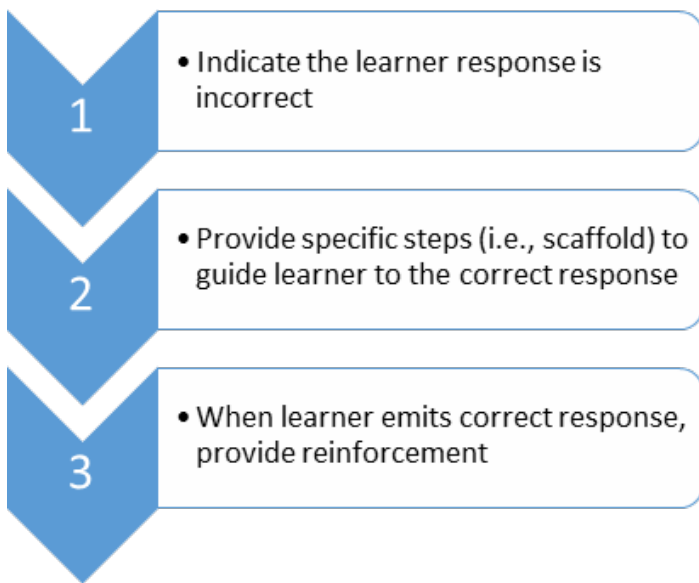 1
• Indicate the learner response is
incorrect
2
• Provide specific steps (i.e., scaffold) to
guide learner to the correct response
3
• When learner emits correct response,
provide reinforcement